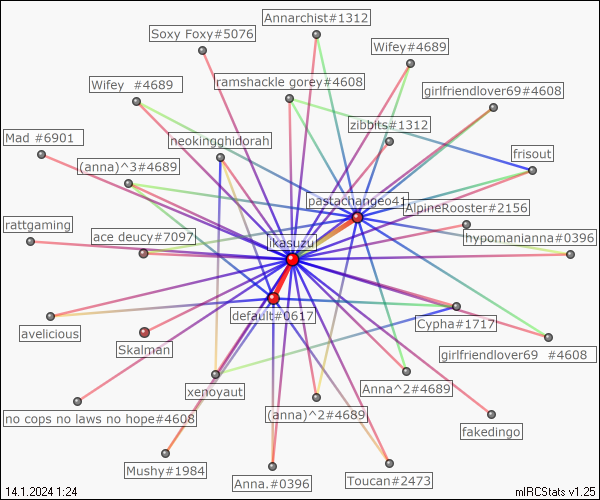 Annarchist#1312
Soxy Foxy#5076
Wifey#4689
Wifey  #4689
ramshackle gorey#4608
girlfriendlover69#4608
zibbits#1312
Mad #6901
neokingghidorah
frisout
(anna)^3#4689
pastachangeo41
AlpineRooster#2156
rattgaming
ace deucy#7097
ikasuzu
hypomanianna#0396
default#0617
Cypha#1717
avelicious
Skalman
girlfriendlover69  #4608
xenoyaut
Anna^2#4689
no cops no laws no hope#4608
(anna)^2#4689
fakedingo
Mushy#1984
Anna.#0396
Toucan#2473
14.1.2024 1:24
mIRCStats v1.25